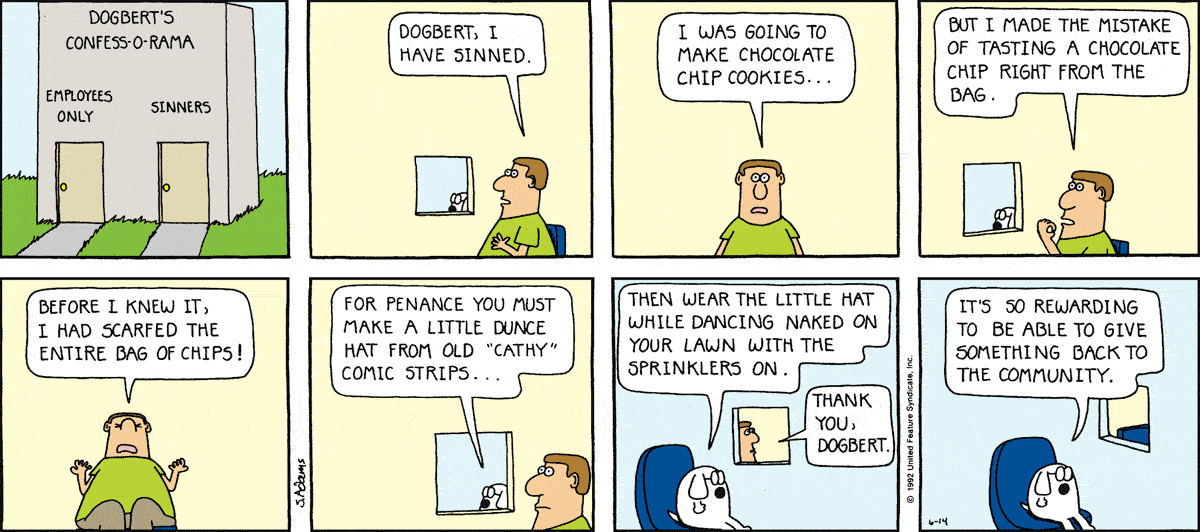 DOGBERT'S
CONFESS-O-RAMA
EMPLOYEES
ONLY
SINNERS
DOGBERT, I
HAVE SINNED.
I WAS GOING TO
MAKE CHOCOLATE
CHIP COOKIES...
BUT I MADE THE MISTAKE
OF TASTING A CHOCOLATE
CHIP RIGHT FROM THE
BAG.
BEFORE I KNEW IT,
I HAD SCARFED THE
ENTIRE BAG OF CHIPS!
S.Adams
FOR PENANCE YOU MUST
MAKE A LITTLE DUNCE
HAT FROM OLD "CATHY"
COMIC STRIPS...
THEN WEAR THE LITTLE HAT
WHILE DANCING NAKED ON
YOUR LAWN WITH THE
SPRINKLERS ON.
THANK
YOU,
DOGBERT.
© 1992 United Feature Syndicate, Inc.
IT'S SO REWARDING
TO BE ABLE TO GIVE
SOMETHING BACK TO
THE COMMUNITY.
6-14